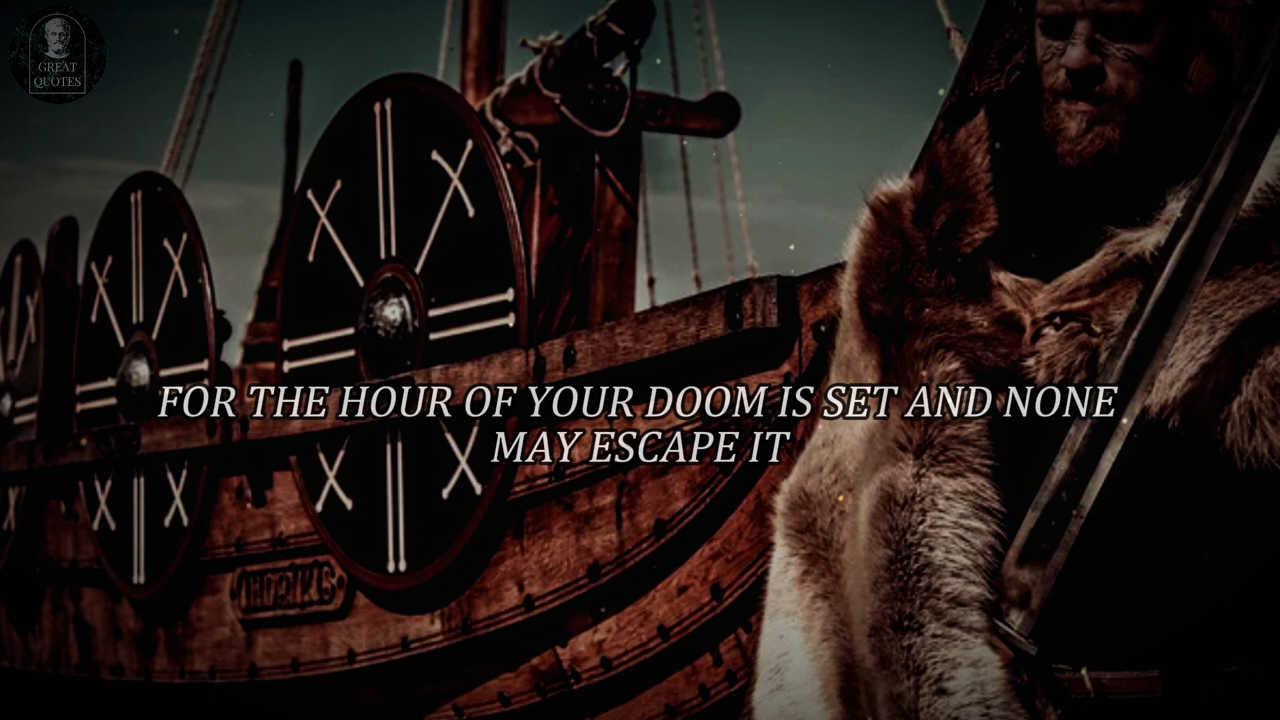 GREAT
QUOTES
FOR THE HOUR OF YOUR DOOM IS SET AND NONE
MAY ESCAPE IT